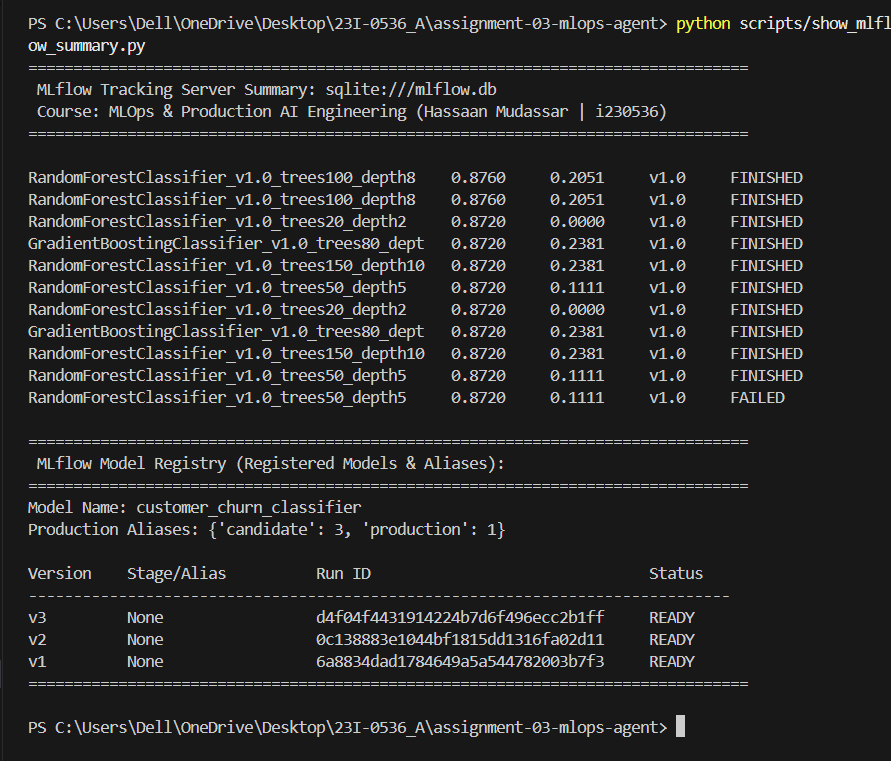 PS C:\Users\Dell\OneDrive\Desktop\23I-0536_A\assignment-03-mlops-agent> python scripts/show_mlfl
ow_summary.py
================================================================================
MLflow Tracking Server Summary: sqlite:///mlflow.db
Course: MLOps & Production AI Engineering (Hassaan Mudassar | i230536)
================================================================================
RandomForestClassifier_v1.0_trees100_depth8 0.8760 0.2051 v1.0 FINISHED
RandomForestClassifier_v1.0_trees100_depth8 0.8760 0.2051 v1.0 FINISHED
RandomForestClassifier_v1.0_trees20_depth2 0.8720 0.0000 v1.0 FINISHED
GradientBoostingClassifier_v1.0_trees80_dept 0.8720 0.2381 v1.0 FINISHED
RandomForestClassifier_v1.0_trees150_depth10 0.8720 0.2381 v1.0 FINISHED
RandomForestClassifier_v1.0_trees50_depth5 0.8720 0.1111 v1.0 FINISHED
RandomForestClassifier_v1.0_trees20_depth2 0.8720 0.0000 v1.0 FINISHED
GradientBoostingClassifier_v1.0_trees80_dept 0.8720 0.2381 v1.0 FINISHED
RandomForestClassifier_v1.0_trees150_depth10 0.8720 0.2381 v1.0 FINISHED
RandomForestClassifier_v1.0_trees50_depth5 0.8720 0.1111 v1.0 FINISHED
RandomForestClassifier_v1.0_trees50_depth5 0.8720 0.1111 v1.0 FAILED
================================================================================
MLflow Model Registry (Registered Models & Aliases):
================================================================================
Model Name: customer_churn_classifier
Production Aliases: {'candidate': 3, 'production': 1}
Version Stage/Alias Run ID Status
------------------------------------------------------------------------------
v3 None d4f04f4431914224b7d6f496ecc2b1ff READY
v2 None 0c138883e1044bf1815dd1316fa02d11 READY
v1 None 6a8834dad1784649a5a544782003b7f3 READY
================================================================================
PS C:\Users\Dell\OneDrive\Desktop\23I-0536_A\assignment-03-mlops-agent>